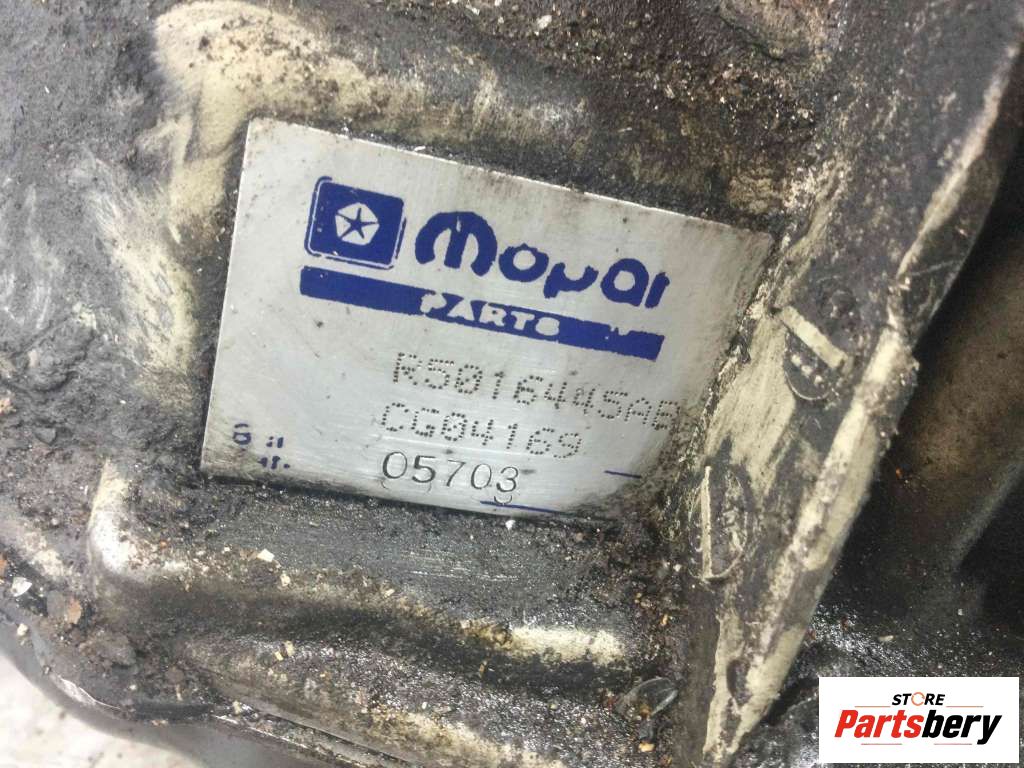 Mopar
PARTS
R5016445AB
CG04169
05703
STORE
Partsbery